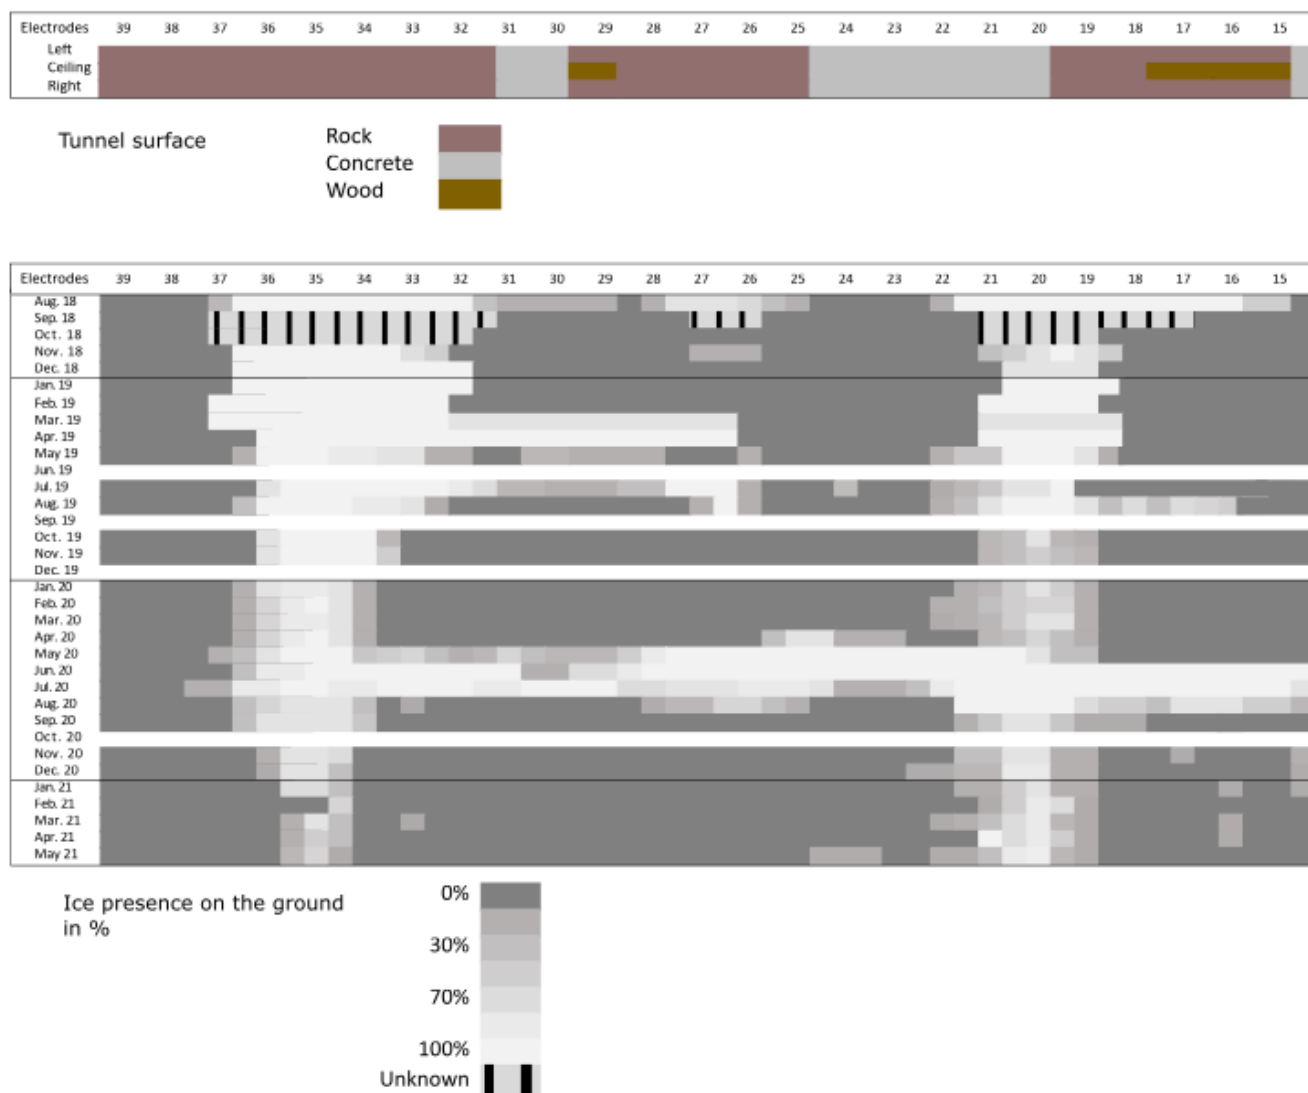 Electrodes 39 38 37 36 35 34 33 32 31 30 29 28 27 26 25 24 23 22 21 20 19 18 17 16 15
Left
Ceiling
Right
Tunnel surface
Rock
Concrete
Wood
Electrodes 39 38 37 36 35 34 33 32 31 30 29 28 27 26 25 24 23 22 21 20 19 18 17 16 15
Aug. 18
Sep. 18
Oct. 18
Nov. 18
Dec. 18
Jan. 19
Feb. 19
Mar. 19
Apr. 19
May 19
Jun. 19
Jul. 19
Aug. 19
Sep. 19
Oct. 19
Nov. 19
Dec. 19
Jan. 20
Feb. 20
Mar. 20
Apr. 20
May 20
Jun. 20
Jul. 20
Aug. 20
Sep. 20
Oct. 20
Nov. 20
Dec. 20
Jan. 21
Feb. 21
Mar. 21
Apr. 21
May 21
Ice presence on the ground
in %
0%
30%
70%
100%
Unknown